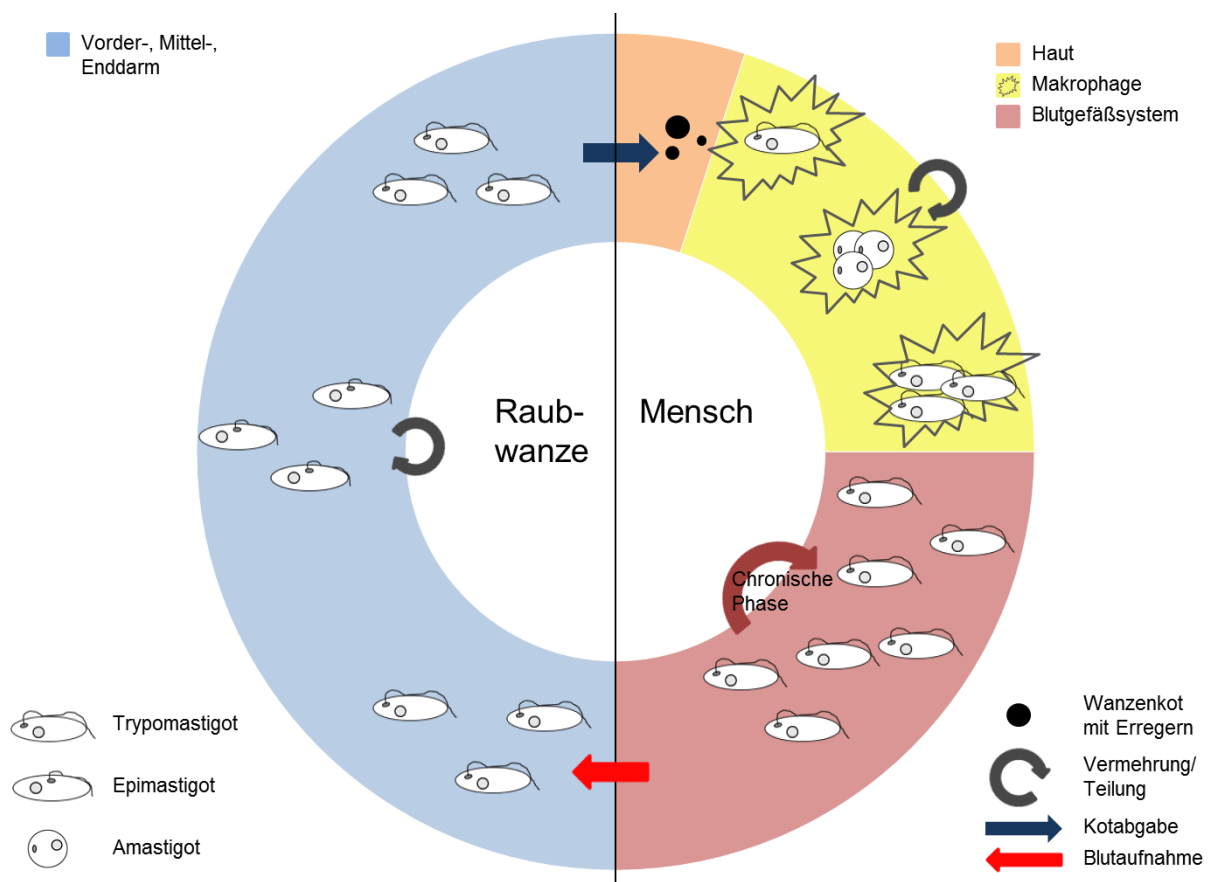 Vorder-, Mittel-,
Enddarm
Haut
Makrophage
Blutgefäßsystem
Raub-
wanze
Mensch
Chronische
Phase
Trypomastigot
Epimastigot
Amastigot
Wanzenkot
mit Erregern
Vermehrung/
Teilung
Kotabgabe
Blutaufnahme